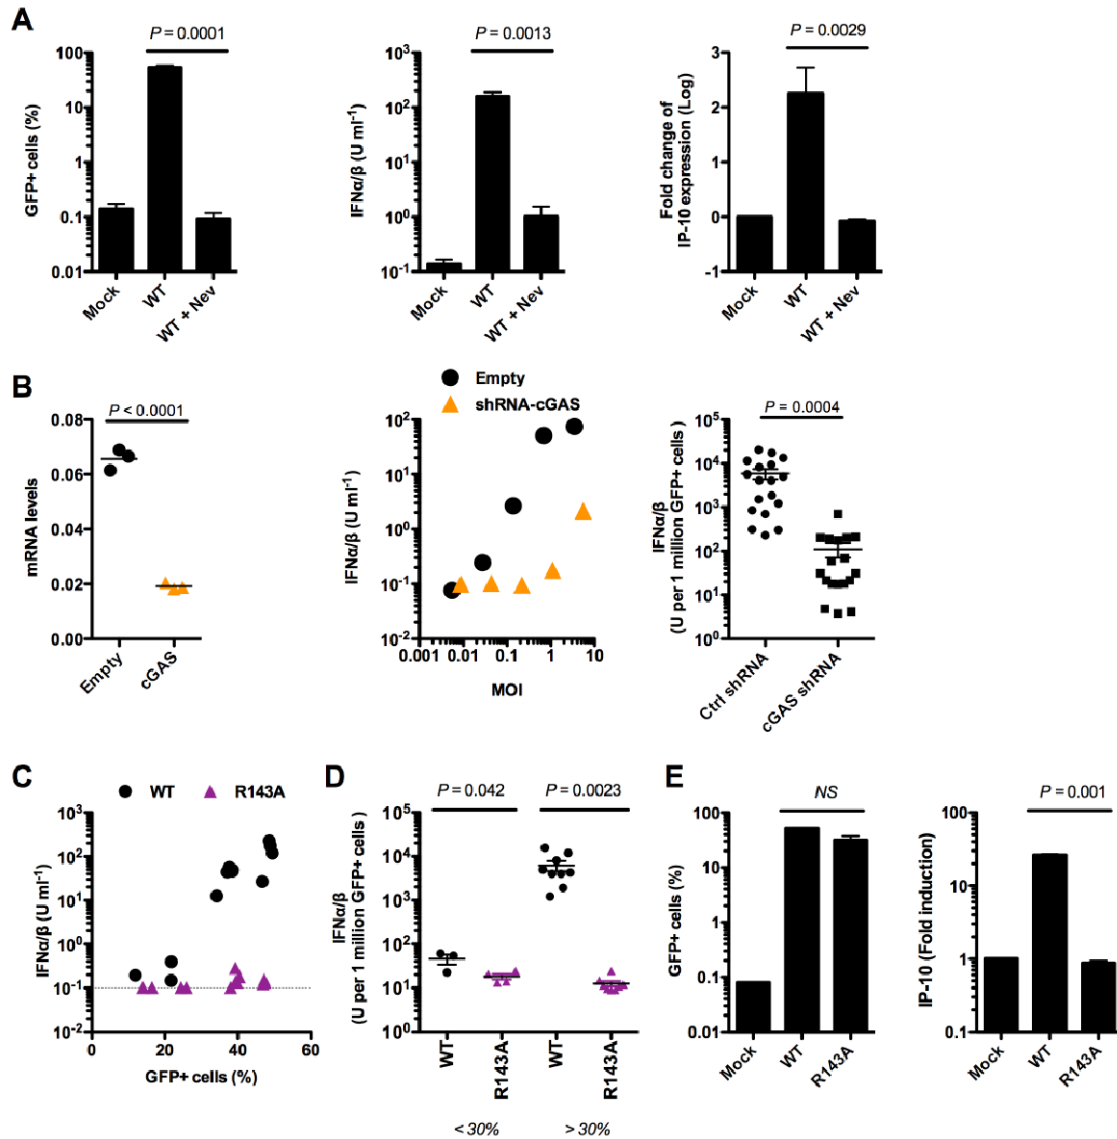 A
P = 0.0001
100
10
1
0.1
0.01
GFP+ cells (%)
Mock
WT
WT + Nev
P = 0.0013
10³
10²
10¹
10⁰
10⁻¹
IFNα/β (U ml⁻¹)
Mock
WT
WT + Nev
P = 0.0029
3
2
1
0
-1
Fold change of
IP-10 expression (Log)
Mock
WT
WT + Nev
B
P < 0.0001
0.08
0.06
0.04
0.02
0.00
mRNA levels
Empty
cGAS
Empty
shRNA-cGAS
10²
10¹
10⁰
10⁻¹
10⁻²
IFNα/β (U ml⁻¹)
0.001 0.01 0.1 1 10
MOI
P = 0.0004
10⁵
10⁴
10³
10²
10¹
10⁰
IFNα/β
(U per 1 million GFP+ cells )
Ctrl shRNA
cGAS shRNA
C
WT R143A
10³
10²
10¹
10⁰
10⁻¹
10⁻²
IFNα/β (U ml⁻¹)
0 20 40 60
GFP+ cells (%)
D
P = 0.042 P = 0.0023
10⁵
10⁴
10³
10²
10¹
10⁰
IFNα/β
(U per 1 million GFP+ cells )
WT
R143A
WT
R143A
< 30% > 30%
E
NS
100
10
1
0.1
0.01
GFP+ cells (%)
Mock
WT
R143A
P = 0.001
100
10
1
0.1
IP-10 (Fold induction)
Mock
WT
R143A